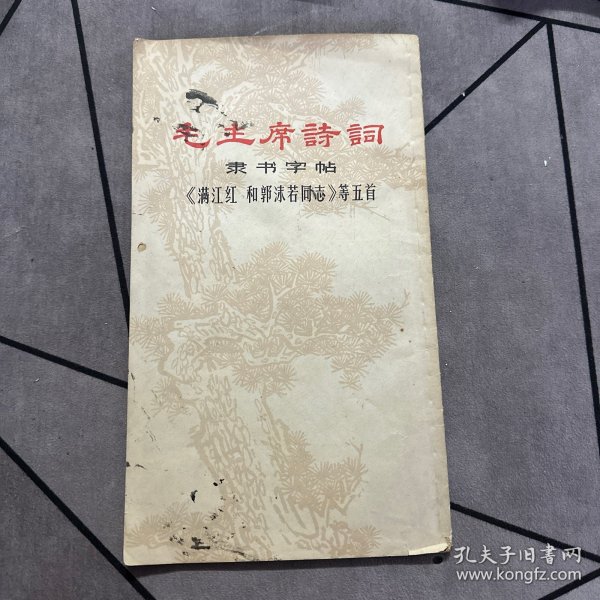 毛主席詩詞
隶书字帖
《满江红 和郭沫若同志》等五首
孔夫子旧书网
www.kongfz.com